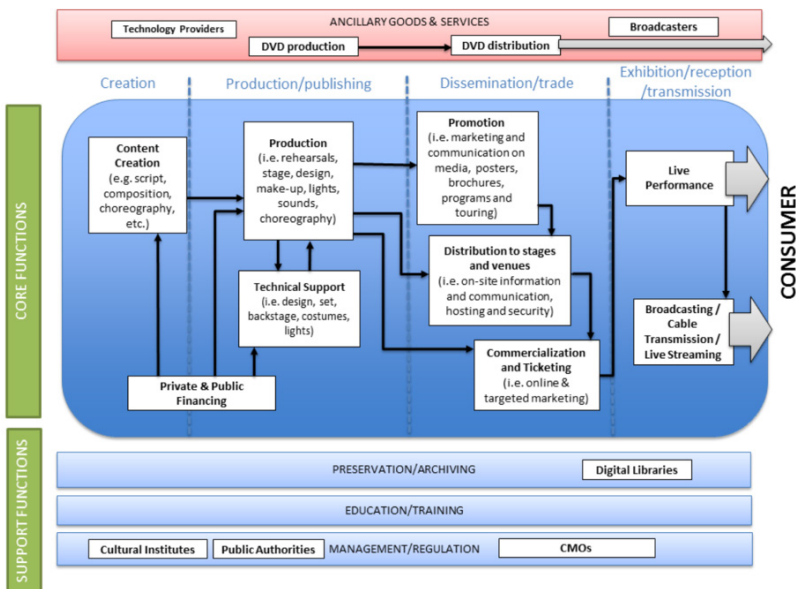 ANCILLARY GOODS & SERVICES
Technology Providers
Broadcasters
DVD production
DVD distribution
Creation
Production/publishing
Dissemination/trade
Exhibition/reception
/transmission
CORE FUNCTIONS
Content
Creation
(e.g. script,
composition,
choreography,
etc.)
Production
(i.e. rehearsals,
stage, design,
make-up, lights,
sounds,
choreography)
Technical Support
(i.e. design, set,
backstage, costumes,
lights)
Private & Public
Financing
Promotion
(i.e. marketing and
communication on
media, posters,
brochures,
programs and
touring)
Distribution to stages
and venues
(i.e. on-site information
and communication,
hosting and security)
Commercialization
and Ticketing
(i.e. online &
targeted marketing)
Live
Performance
Broadcasting /
Cable
Transmission /
Live Streaming
CONSUMER
SUPPORT FUNCTIONS
PRESERVATION/ARCHIVING
Digital Libraries
EDUCATION/TRAINING
Cultural Institutes
Public Authorities
MANAGEMENT/REGULATION
CMOs